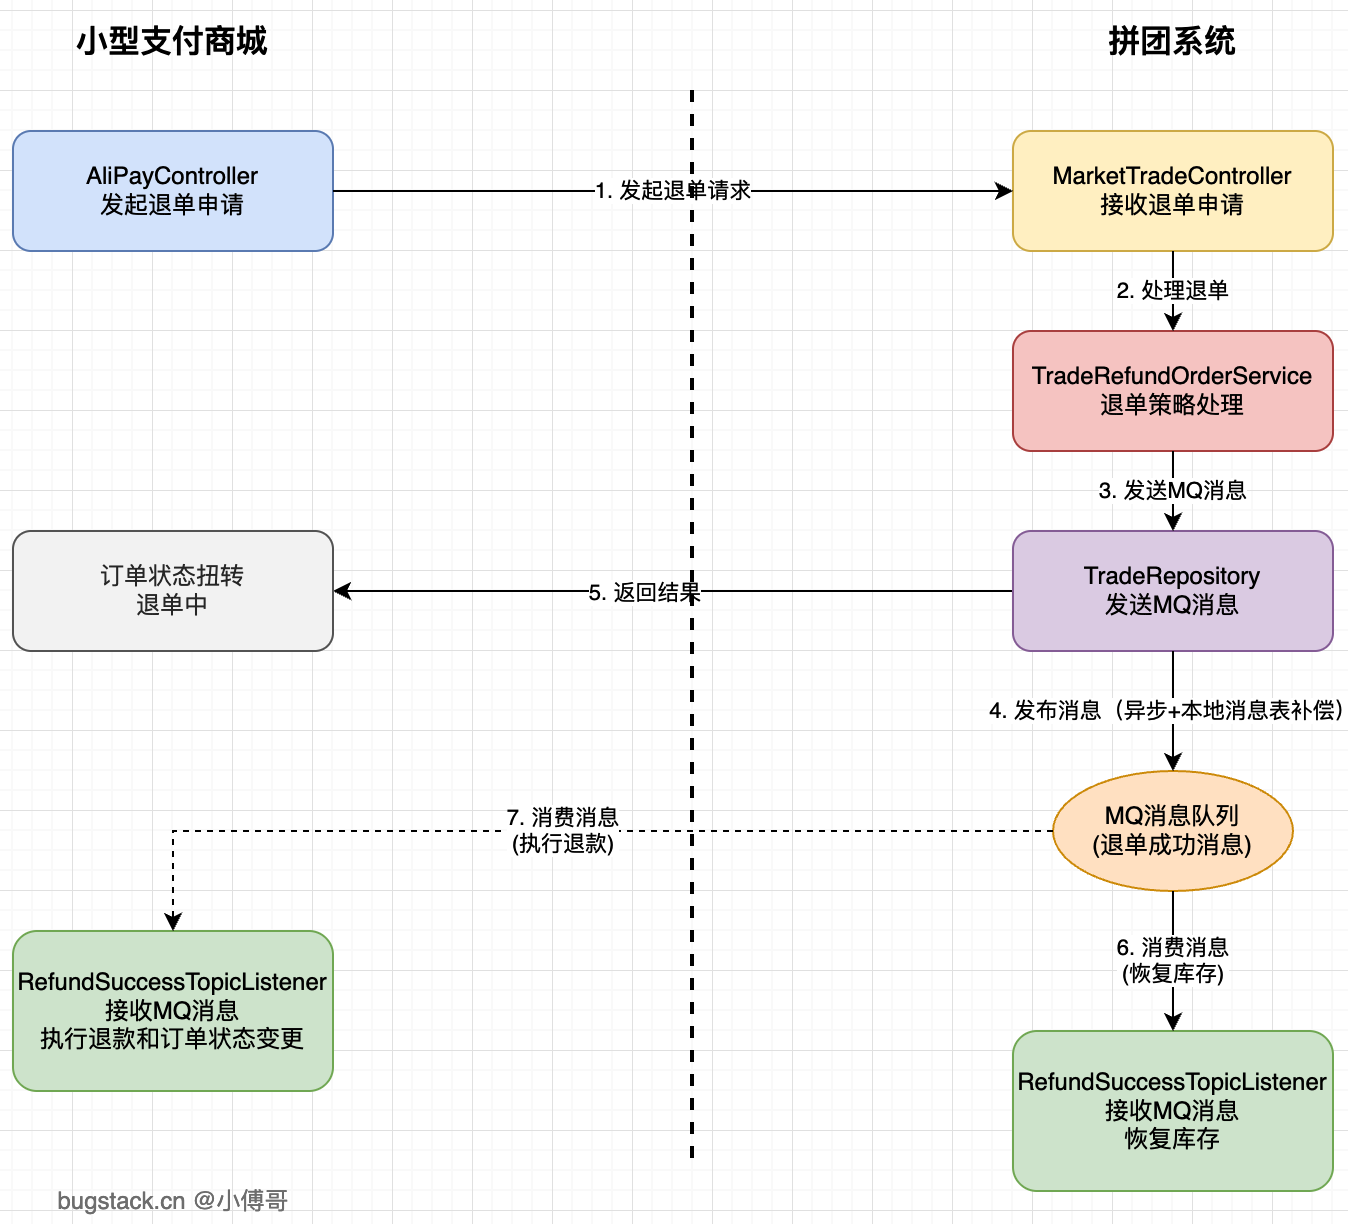 小型支付商城
拼团系统
AliPayController
发起退单申请
1. 发起退单请求
MarketTradeController
接收退单申请
2. 处理退单
TradeRefundOrderService
退单策略处理
3. 发送MQ消息
订单状态扭转
退单中
5. 返回结果
TradeRepository
发送MQ消息
4. 发布消息（异步+本地消息表补偿）
7. 消费消息
(执行退款)
MQ消息队列
(退单成功消息)
6. 消费消息
(恢复库存)
RefundSuccessTopicListener
接收MQ消息
执行退款和订单状态变更
RefundSuccessTopicListener
接收MQ消息
恢复库存
bugstack.cn @小傅哥